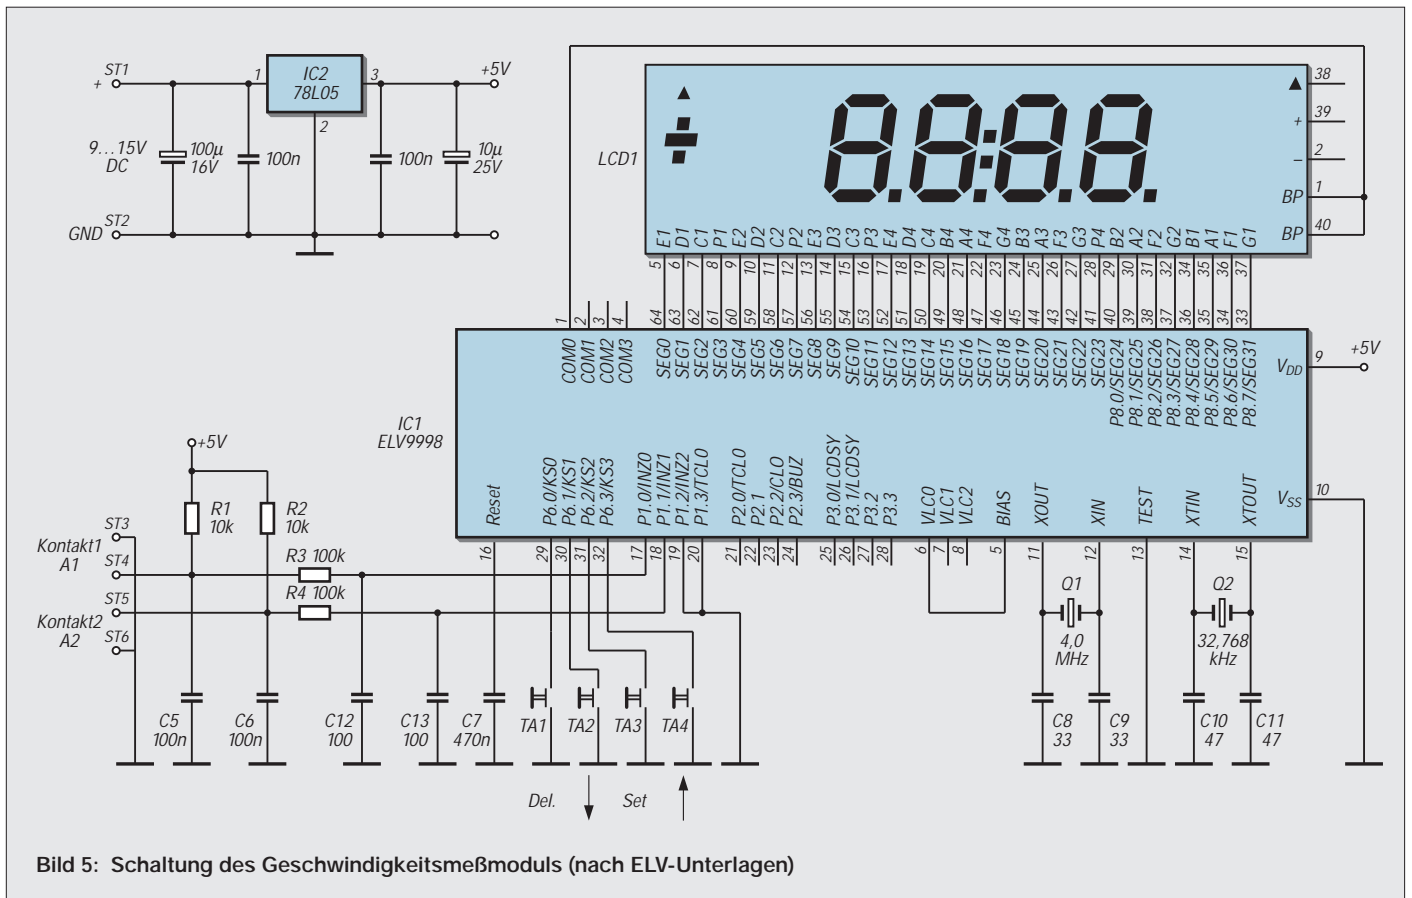 ST1
+
9...15V
DC
GND
ST2
100µ
16V
100n
1
IC2
78L05
3
2
100n
10µ
25V
+5V
LCD1
38
+ 39
– 2
BP 1
BP 40
E1 D1 C1 P1 E2 D2 C2 P2 E3 D3 C3 P3 E4 D4 C4 B4 A4 F4 G4 B3 A3 F3 G3 P4 B2 A2 F2 G2 B1 A1 F1 G1
5 6 7 8 9 10 11 12 13 14 15 16 17 18 19 20 21 22 23 24 25 26 27 28 29 30 31 32 34 35 36 37
1 2 3 4 64 63 62 61 60 59 58 57 56 55 54 53 52 51 50 49 48 47 46 45 44 43 42 41 40 39 38 37 36 35 34 33
COM0 COM1 COM2 COM3 SEG0 SEG1 SEG2 SEG3 SEG4 SEG5 SEG6 SEG7 SEG8 SEG9 SEG10 SEG11 SEG12 SEG13 SEG14 SEG15 SEG16 SEG17 SEG18 SEG19 SEG20 SEG21 SEG22 SEG23 P8.0/SEG24 P8.1/SEG25 P8.2/SEG26 P8.3/SEG27 P8.4/SEG28 P8.5/SEG29 P8.6/SEG30 P8.7/SEG31
VDD 9 +5V
IC1
ELV9998
VSS 10
Reset P6.0/KS0 P6.1/KS1 P6.2/KS2 P6.3/KS3 P1.0/INZ0 P1.1/INZ1 P1.2/INZ2 P1.3/TCL0 P2.0/TCLO P2.1 P2.2/CLO P2.3/BUZ P3.0/LCDSY P3.1/LCDSY P3.2 P3.3 VLC0 VLC1 VLC2 BIAS XOUT XIN TEST XTIN XTOUT
16 29 30 31 32 17 18 19 20 21 22 23 24 25 26 27 28 6 7 8 5 11 12 13 14 15
+5V
R1
10k
R2
10k
ST3
Kontakt1
A1
ST4
R3 100k
ST5
R4 100k
Kontakt2
A2
ST6
Q1
4,0
MHz
Q2
32,768
kHz
C5
100n
C6
100n
C12
100
C13
100
C7
470n
TA1
TA2
TA3
TA4
C8
33
C9
33
C10
47
C11
47
Del.
Set
Bild 5: Schaltung des Geschwindigkeitsmeßmoduls (nach ELV-Unterlagen)